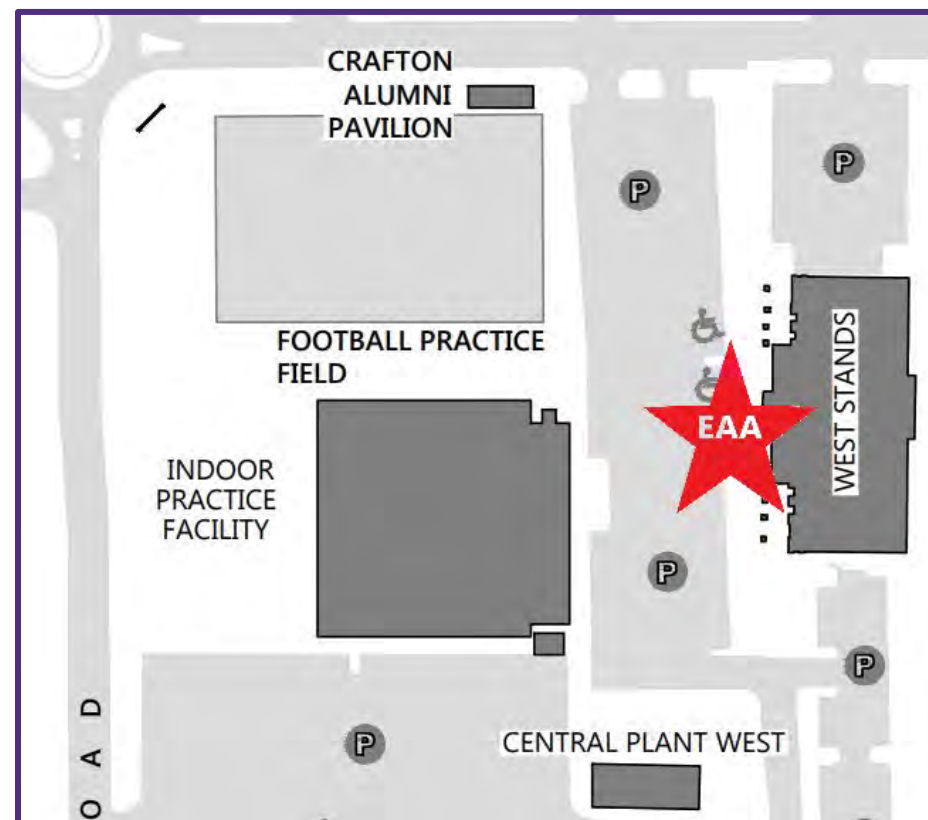 CRAFTON
ALUMNI
PAVILION
P
P
FOOTBALL PRACTICE
FIELD
WEST STANDS
EAA
INDOOR
PRACTICE
FACILITY
P
P
O A D
P
CENTRAL PLANT WEST